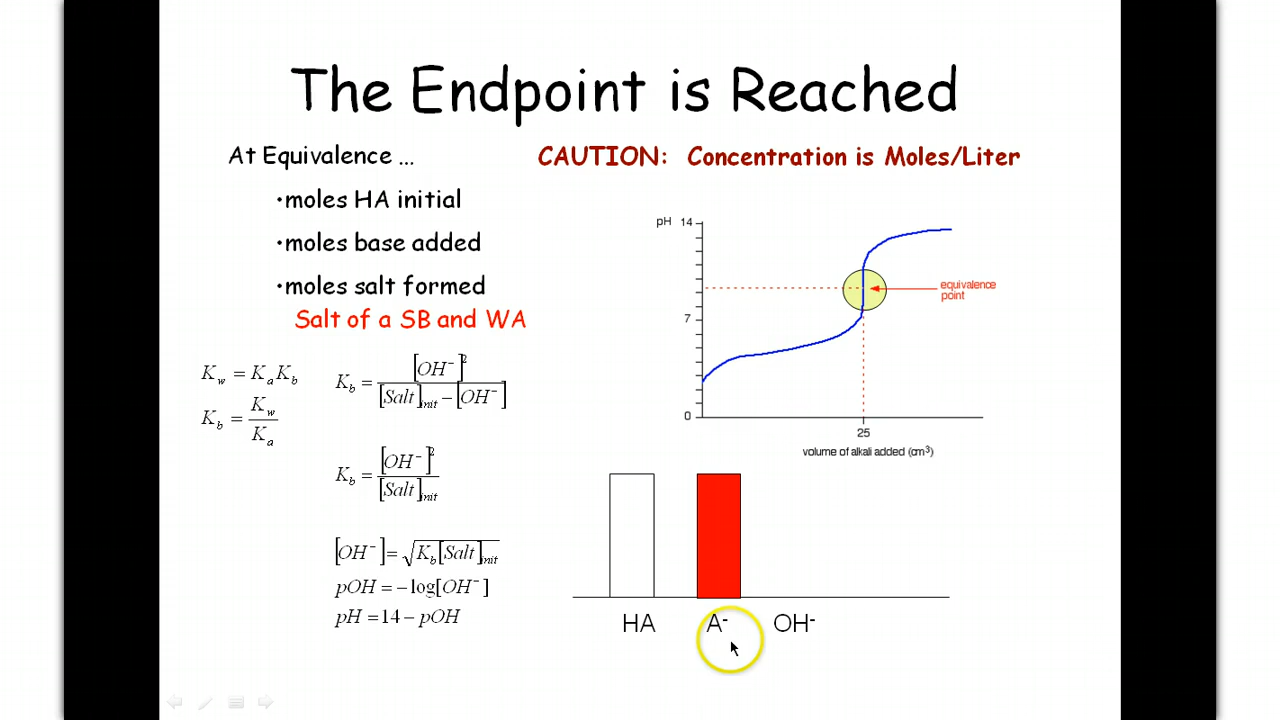 The Endpoint is Reached
At Equivalence ...
CAUTION: Concentration is Moles/Liter
•moles HA initial
•moles base added
•moles salt formed
Salt of a SB and WA
K_w = K_a K_b
K_b = K_w / K_a
K_b = [OH⁻]² / [Salt]_init − [OH⁻]
K_b = [OH⁻]² / [Salt]_init
[OH⁻] = √K_b[Salt]_init
pOH = −log[OH⁻]
pH = 14 − pOH
pH 14
7
0
equivalence
point
25
volume of alkali added (cm³)
HA A⁻ OH⁻